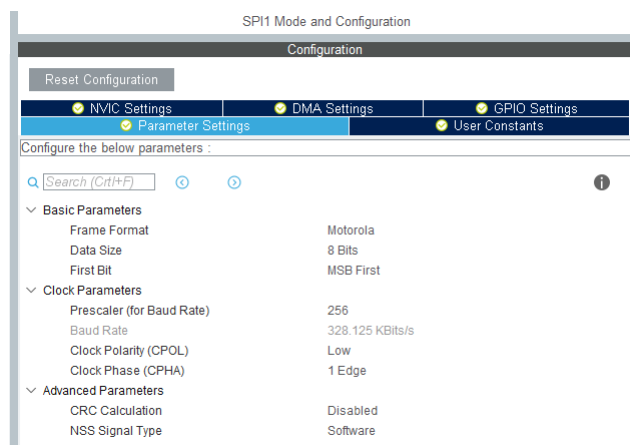 SPI1 Mode and Configuration
Configuration
Reset Configuration
NVIC Settings DMA Settings GPIO Settings
Parameter Settings User Constants
Configure the below parameters :
Search (Crtl+F)
Basic Parameters
Frame Format Motorola
Data Size 8 Bits
First Bit MSB First
Clock Parameters
Prescaler (for Baud Rate) 256
Baud Rate 328.125 KBits/s
Clock Polarity (CPOL) Low
Clock Phase (CPHA) 1 Edge
Advanced Parameters
CRC Calculation Disabled
NSS Signal Type Software